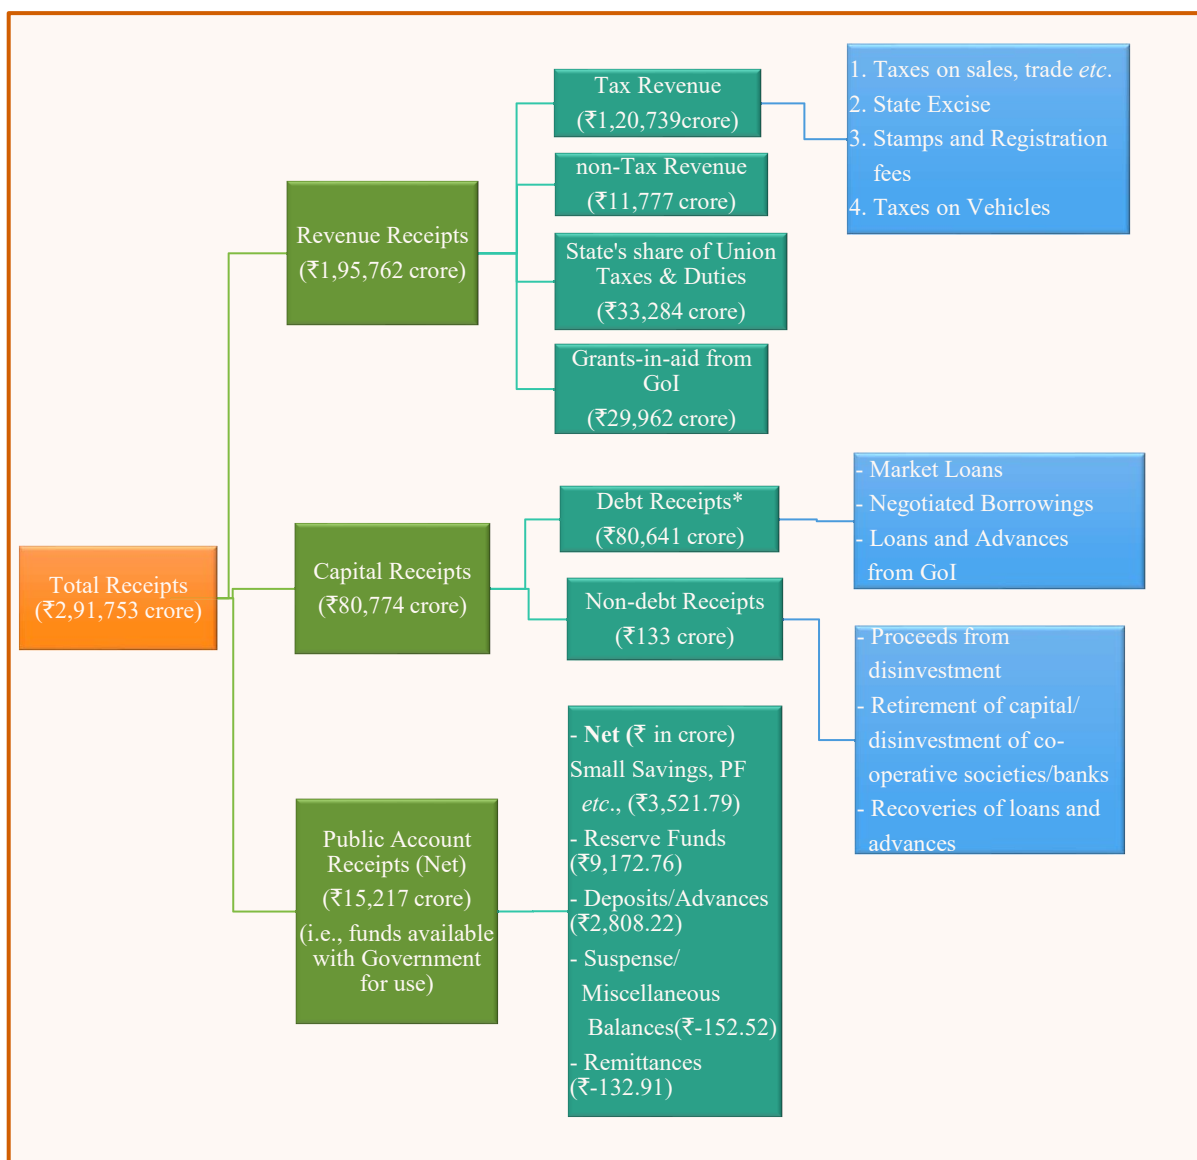 Total Receipts
(₹2,91,753 crore)
Revenue Receipts
(₹1,95,762 crore)
Tax Revenue
(₹1,20,739crore)
1. Taxes on sales, trade etc.
2. State Excise
3. Stamps and Registration
fees
4. Taxes on Vehicles
non-Tax Revenue
(₹11,777 crore)
State's share of Union
Taxes & Duties
(₹33,284 crore)
Grants-in-aid from
GoI
(₹29,962 crore)
Capital Receipts
(₹80,774 crore)
Debt Receipts*
(₹80,641 crore)
- Market Loans
- Negotiated Borrowings
- Loans and Advances
from GoI
Non-debt Receipts
(₹133 crore)
- Proceeds from
disinvestment
- Retirement of capital/
disinvestment of co-
operative societies/banks
- Recoveries of loans and
advances
Public Account
Receipts (Net)
(₹15,217 crore)
(i.e., funds available
with Government
for use)
- Net (₹ in crore)
Small Savings, PF
etc., (₹3,521.79)
- Reserve Funds
(₹9,172.76)
- Deposits/Advances
(₹2,808.22)
- Suspense/
Miscellaneous
Balances(₹-152.52)
- Remittances
(₹-132.91)